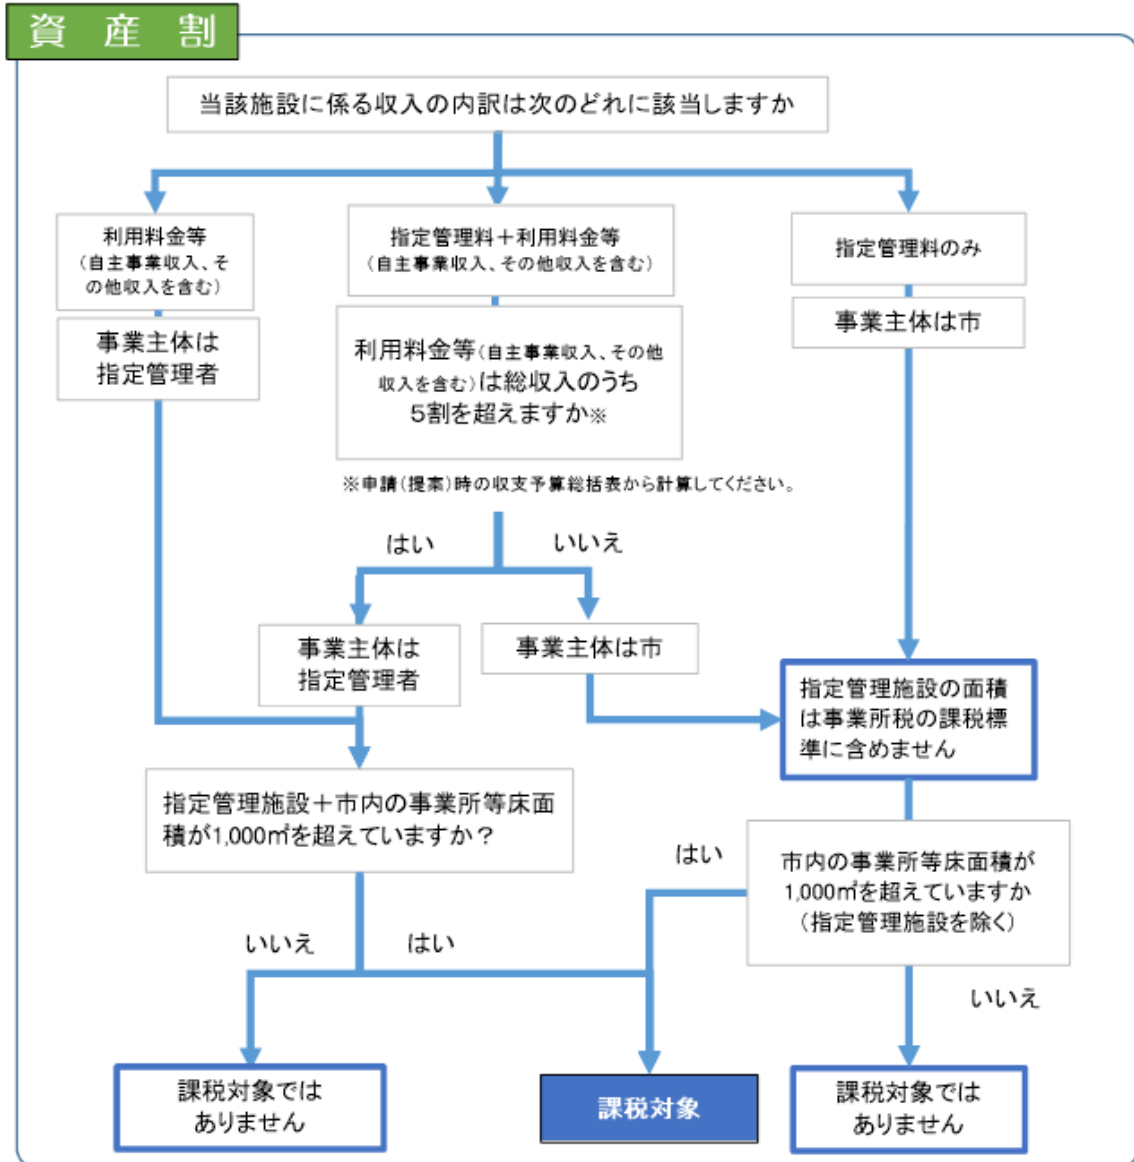 資産割
当該施設に係る収入の内訳は次のどれに該当しますか
利用料金等
（自主事業収入、そ
の他収入を含む）
事業主体は
指定管理者
指定管理料＋利用料金等
（自主事業収入、その他収入を含む）
利用料金等（自主事業収入、その他
収入を含む）は総収入のうち
5割を超えますか※
※申請（提案）時の収支予算総括表から計算してください。
指定管理料のみ
事業主体は市
はい
いいえ
事業主体は
指定管理者
事業主体は市
指定管理施設の面積
は事業所税の課税標
準に含めません
指定管理施設＋市内の事業所等床面
積が1,000㎡を超えていますか？
はい
市内の事業所等床面積が
1,000㎡を超えていますか
（指定管理施設を除く）
いいえ
はい
いいえ
課税対象では
ありません
課税対象
課税対象では
ありません